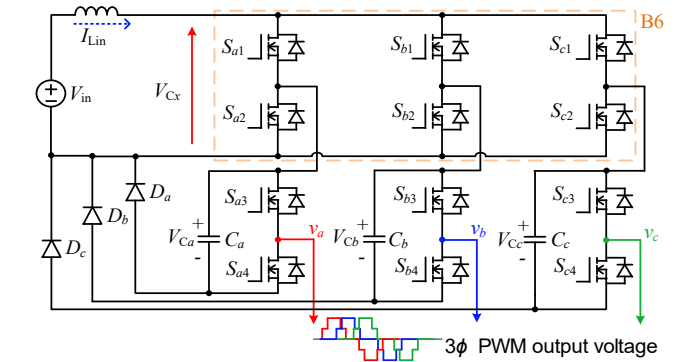 B6
I_Lin
S_a1
S_b1
S_c1
V_Cx
V_in
S_a2
S_b2
S_c2
D_a
D_b
D_c
S_a3
S_b3
S_c3
V_Ca
+
-
C_a
v_a
V_Cb
+
-
C_b
v_b
V_Cc
+
-
C_c
v_c
S_a4
S_b4
S_c4
3ϕ PWM output voltage